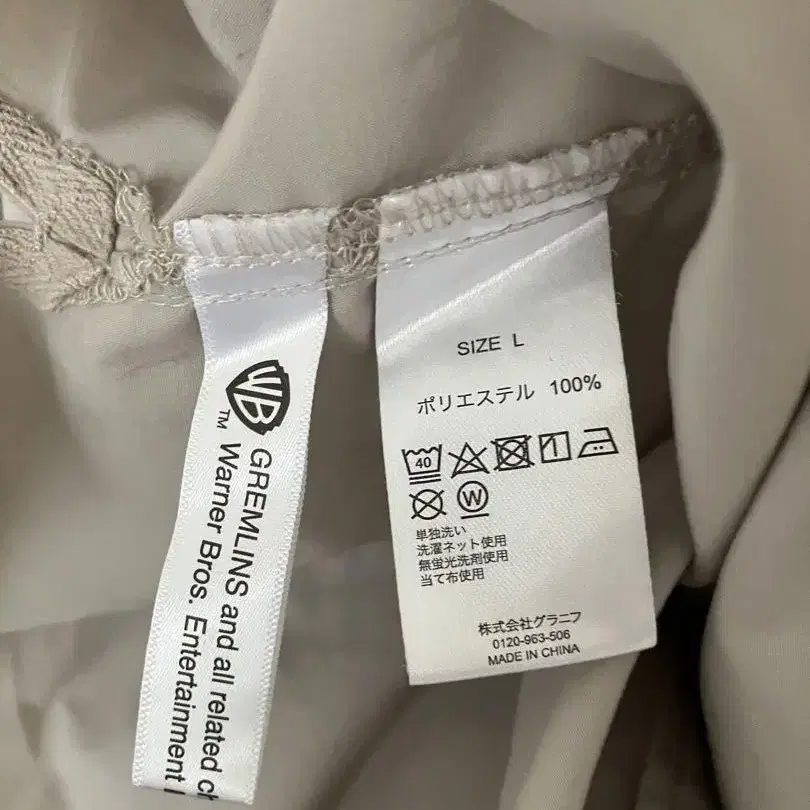 WB
GREMLINS and all related
TM Warner Bros. Entertainment
SIZE L
ポリエステル 100%
40
W
単独洗い
洗濯ネット使用
無蛍光洗剤使用
当て布使用
株式会社グラニフ
0120-963-506
MADE IN CHINA